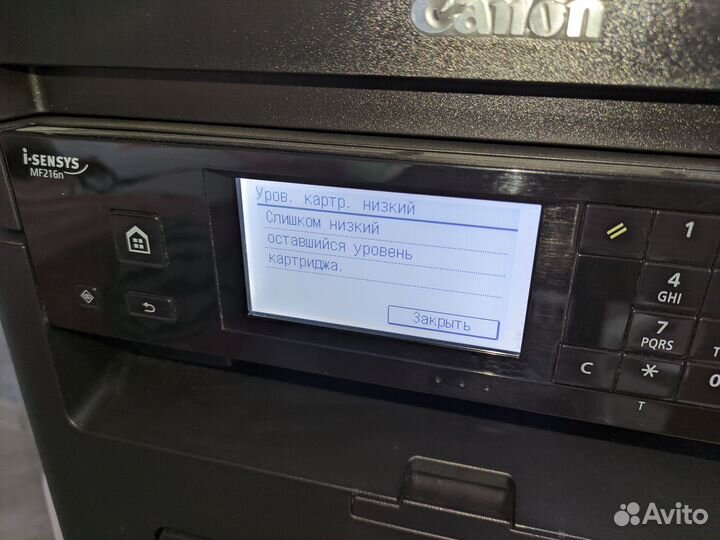 Canon
i-SENSYS
MF216n
Уров. картр. низкий
Слишком низкий
оставшийся уровень
картриджа.
Закрыть
1
4
GHI
7
PQRS
T
C
*
0
T
Avito